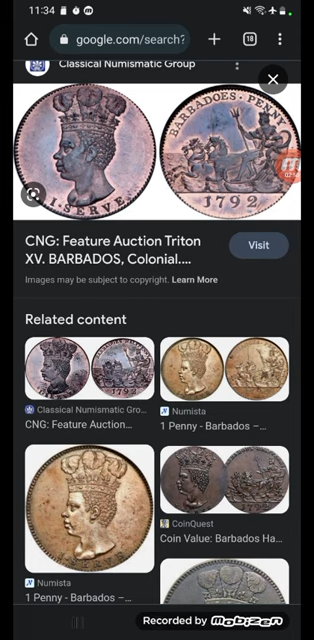 11:34
google.com/search?
18
Classical Numismatic Group
I·SERVE
BARBADOES·PENNY
1792
CNG: Feature Auction Triton
XV. BARBADOS, Colonial....
Visit
Images may be subject to copyright. Learn More
Related content
1792
Classical Numismatic Gro...
CNG: Feature Auction...
Numista
1 Penny - Barbados –...
CoinQuest
Coin Value: Barbados Ha...
I·SERVE
Numista
1 Penny - Barbados –...
Recorded by Mobizen